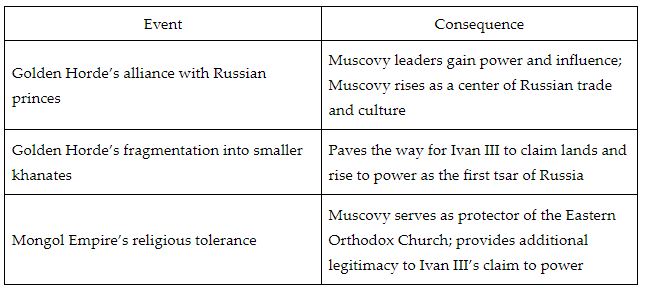 Event
Consequence
Golden Horde's alliance with Russian
princes
Muscovy leaders gain power and influence;
Muscovy rises as a center of Russian trade
and culture
Golden Horde's fragmentation into smaller
khanates
Paves the way for Ivan III to claim lands and
rise to power as the first tsar of Russia
Mongol Empire's religious tolerance
Muscovy serves as protector of the Eastern
Orthodox Church; provides additional
legitimacy to Ivan III's claim to power